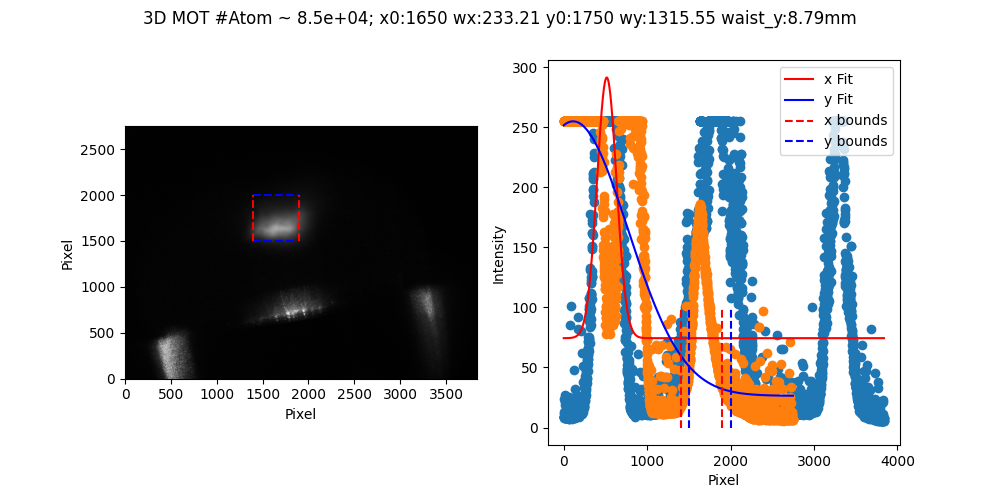 3D MOT #Atom ~ 8.5e+04; x0:1650 wx:233.21 y0:1750 wy:1315.55 waist_y:8.79mm
2500
2000
1500
1000
500
0
0 500 1000 1500 2000 2500 3000 3500
Pixel
Pixel
300
250
200
150
100
50
0
0 1000 2000 3000 4000
Intensity
Pixel
x Fit
y Fit
x bounds
y bounds